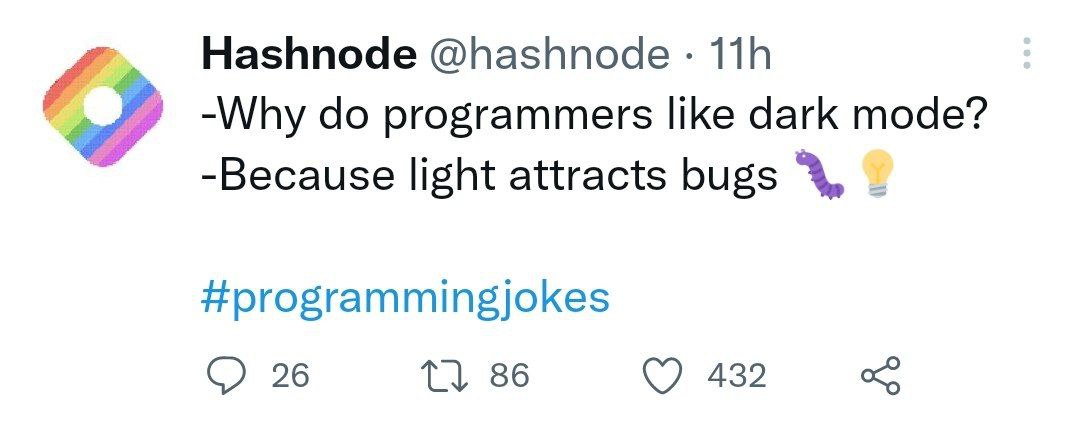 Hashnode @hashnode · 11h
-Why do programmers like dark mode?
-Because light attracts bugs 🐛💡
#programmingjokes
26 86 432